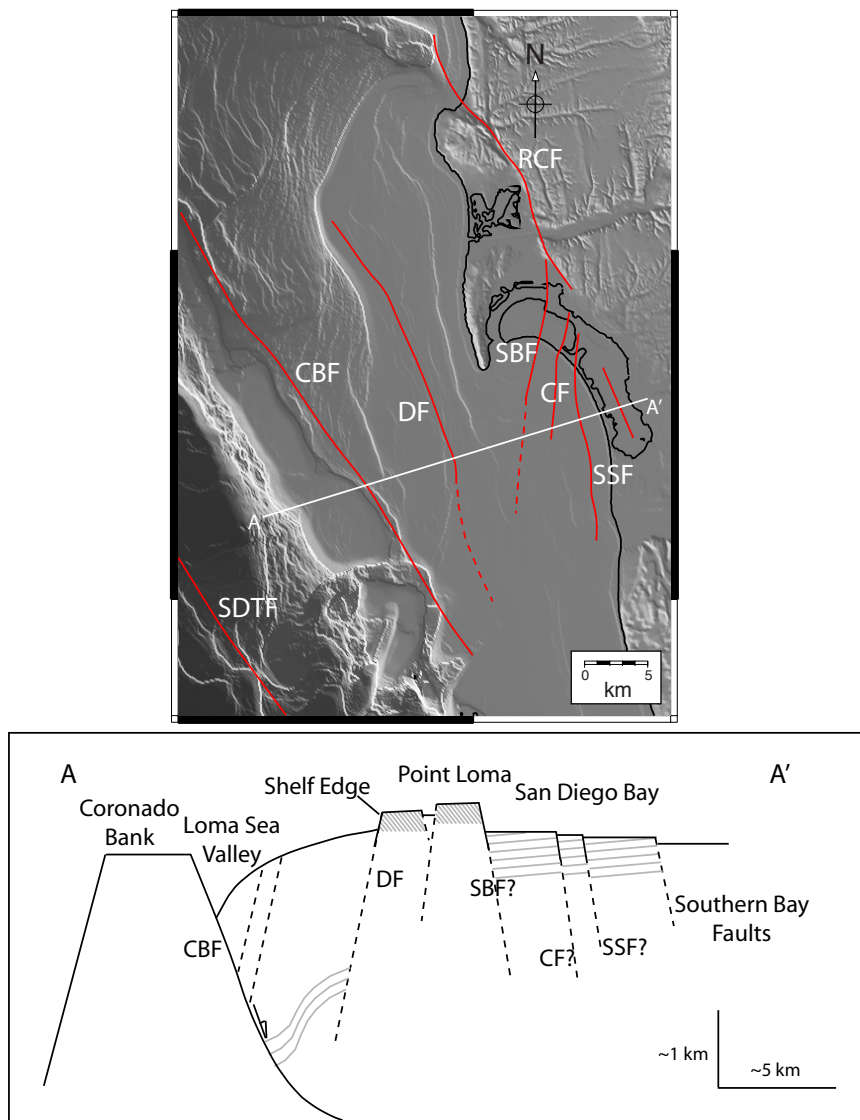 N
RCF
CBF
DF
SBF
CF
A'
SSF
A
SDTF
0 5
km
A
A'
Shelf Edge
Point Loma
San Diego Bay
Coronado
Bank
Loma Sea
Valley
DF
SBF?
CBF
CF?
SSF?
Southern Bay
Faults
~1 km
~5 km